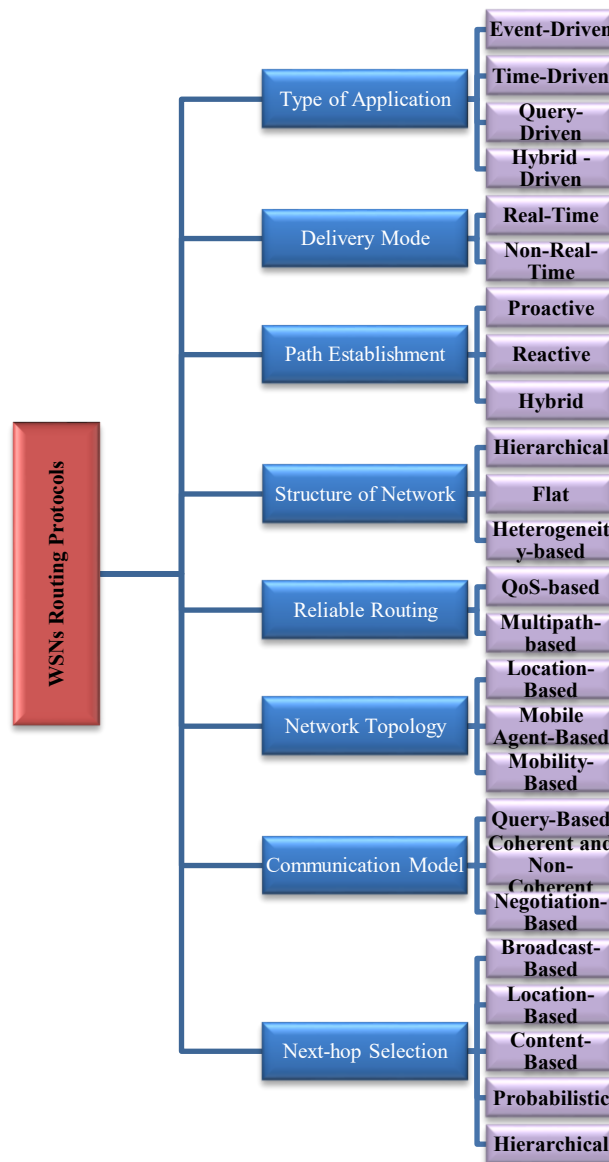 WSNs Routing Protocols
Type of Application
Event-Driven
Time-Driven
Query-
Driven
Hybrid -
Driven
Delivery Mode
Real-Time
Non-Real-
Time
Path Establishment
Proactive
Reactive
Hybrid
Structure of Network
Hierarchical
Flat
Heterogeneit
y-based
Reliable Routing
QoS-based
Multipath-
based
Network Topology
Location-
Based
Mobile
Agent-Based
Mobility-
Based
Communication Model
Query-Based
Coherent and
Non-
Coherent
Negotiation-
Based
Next-hop Selection
Broadcast-
Based
Location-
Based
Content-
Based
Probabilistic
Hierarchical